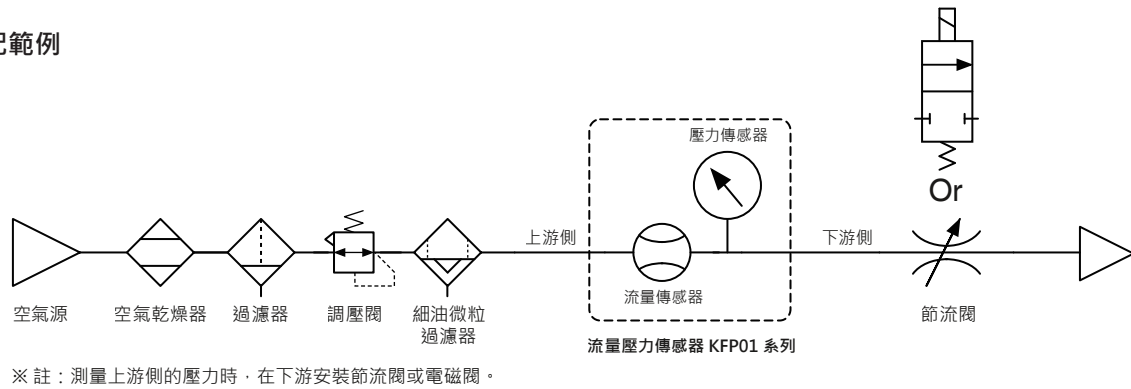 範例
壓力傳感器
Or
上游側
下游側
流量傳感器
空氣源
空氣乾燥器
過濾器
調壓閥
細油微粒
過濾器
節流閥
流量壓力傳感器 KFP01 系列
※ 註：測量上游側的壓力時，在下游安裝節流閥或電磁閥。